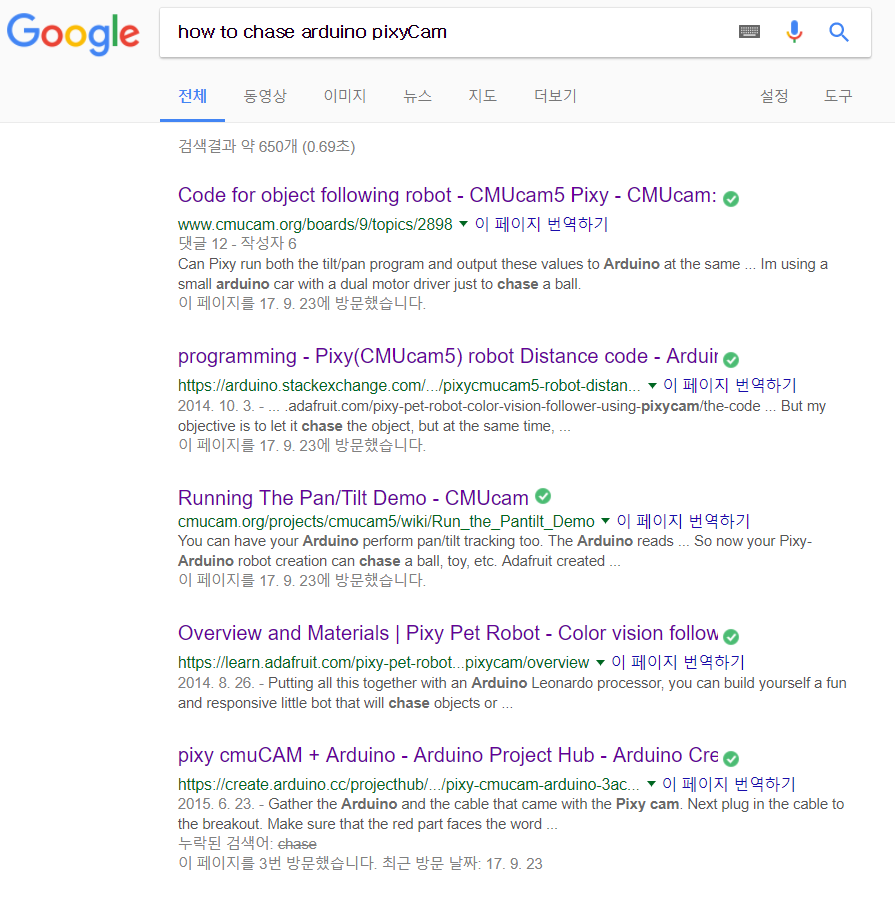 Google
how to chase arduino pixyCam
전체 동영상 이미지 뉴스 지도 더보기 설정 도구
검색결과 약 650개 (0.69초)
Code for object following robot - CMUcam5 Pixy - CMUcam:
www.cmucam.org/boards/9/topics/2898 ▼ 이 페이지 번역하기
댓글 12 - 작성자 6
Can Pixy run both the tilt/pan program and output these values to Arduino at the same ... Im using a
small arduino car with a dual motor driver just to chase a ball.
이 페이지를 17. 9. 23에 방문했습니다.
programming - Pixy(CMUcam5) robot Distance code - Arduin
https://arduino.stackexchange.com/.../pixycmucam5-robot-distan... ▼ 이 페이지 번역하기
2014. 10. 3. - ... .adafruit.com/pixy-pet-robot-color-vision-follower-using-pixycam/the-code ... But my
objective is to let it chase the object, but at the same time, ...
이 페이지를 17. 9. 23에 방문했습니다.
Running The Pan/Tilt Demo - CMUcam
cmucam.org/projects/cmucam5/wiki/Run_the_Pantilt_Demo ▼ 이 페이지 번역하기
You can have your Arduino perform pan/tilt tracking too. The Arduino reads ... So now your Pixy-
Arduino robot creation can chase a ball, toy, etc. Adafruit created ...
이 페이지를 17. 9. 23에 방문했습니다.
Overview and Materials | Pixy Pet Robot - Color vision follow
https://learn.adafruit.com/pixy-pet-robot...pixycam/overview ▼ 이 페이지 번역하기
2014. 8. 26. - Putting all this together with an Arduino Leonardo processor, you can build yourself a fun
and responsive little bot that will chase objects or ...
pixy cmuCAM + Arduino - Arduino Project Hub - Arduino Cre
https://create.arduino.cc/projecthub/.../pixy-cmucam-arduino-3ac... ▼ 이 페이지 번역하기
2015. 6. 23. - Gather the Arduino and the cable that came with the Pixy cam. Next plug in the cable to
the breakout. Make sure that the red part faces the word ...
누락된 검색어: chase
이 페이지를 3번 방문했습니다. 최근 방문 날짜: 17. 9. 23